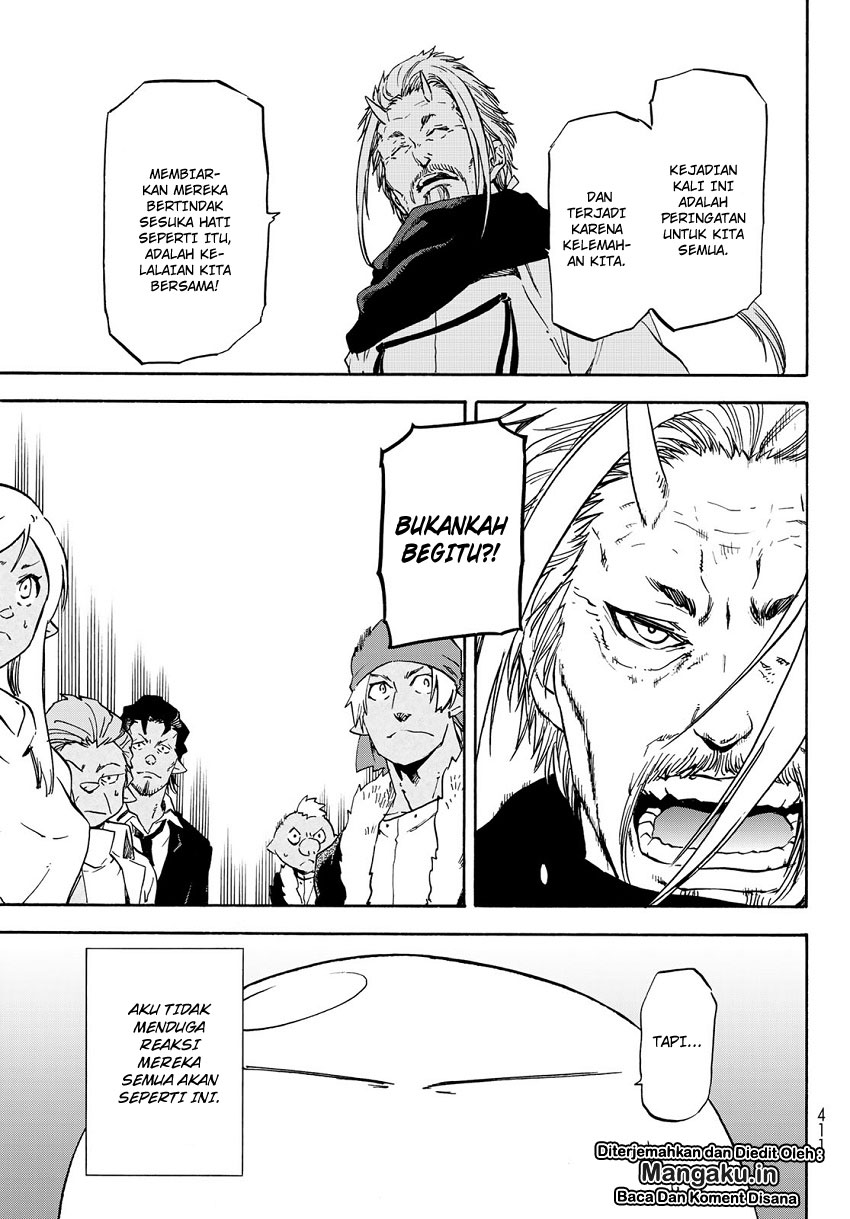 KEJADIAN
KALI INI
ADALAH
PERINGATAN
UNTUK KITA
SEMUA.
DAN
TERJADI
KARENA
KELEMAH-
AN KITA.
MEMBIAR-
KAN MEREKA
BERTINDAK
SESUKA HATI
SEPERTI ITU,
ADALAH KE-
LALAIAN KITA
BERSAMA!
BUKANKAH
BEGITU?!
TAPI...
AKU TIDAK
MENDUGA
REAKSI
MEREKA
SEMUA AKAN
SEPERTI INI.
411
Diterjemahkan dan Diedit Oleh :
Mangaku.in
Baca Dan Koment Disana